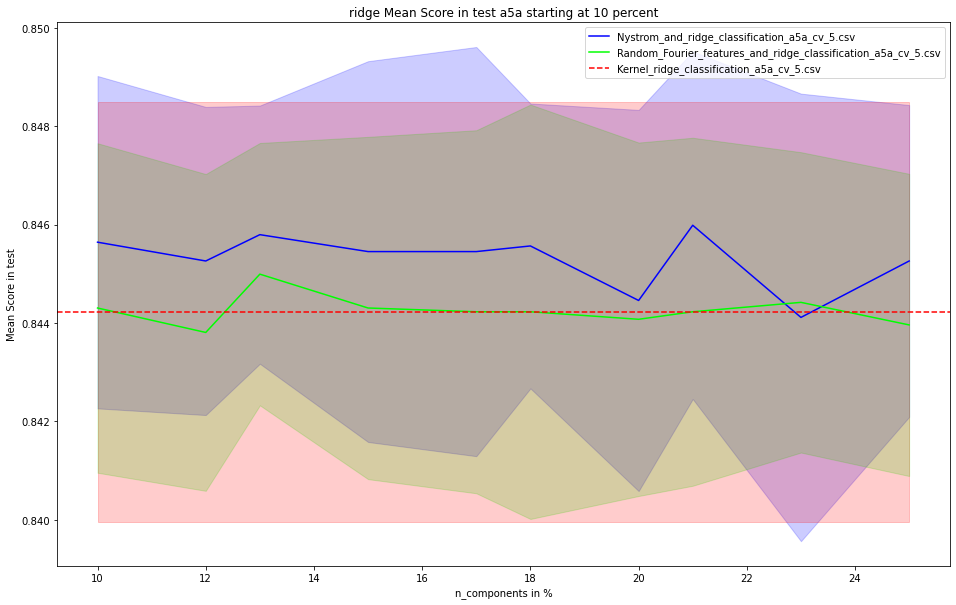 ridge Mean Score in test a5a starting at 10 percent
Nystrom_and_ridge_classification_a5a_cv_5.csv
Random_Fourier_features_and_ridge_classification_a5a_cv_5.csv
Kernel_ridge_classification_a5a_cv_5.csv
Mean Score in test
0.850
0.848
0.846
0.844
0.842
0.840
10 12 14 16 18 20 22 24
n_components in %